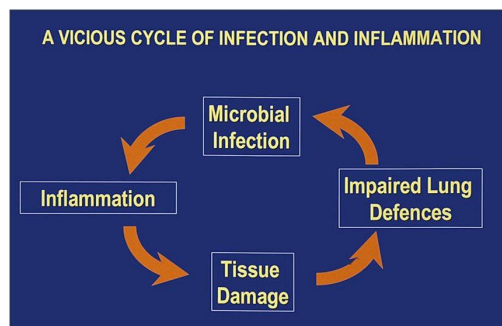 A VICIOUS CYCLE OF INFECTION AND INFLAMMATION
Microbial
Infection
Inflammation
Impaired Lung
Defences
Tissue
Damage